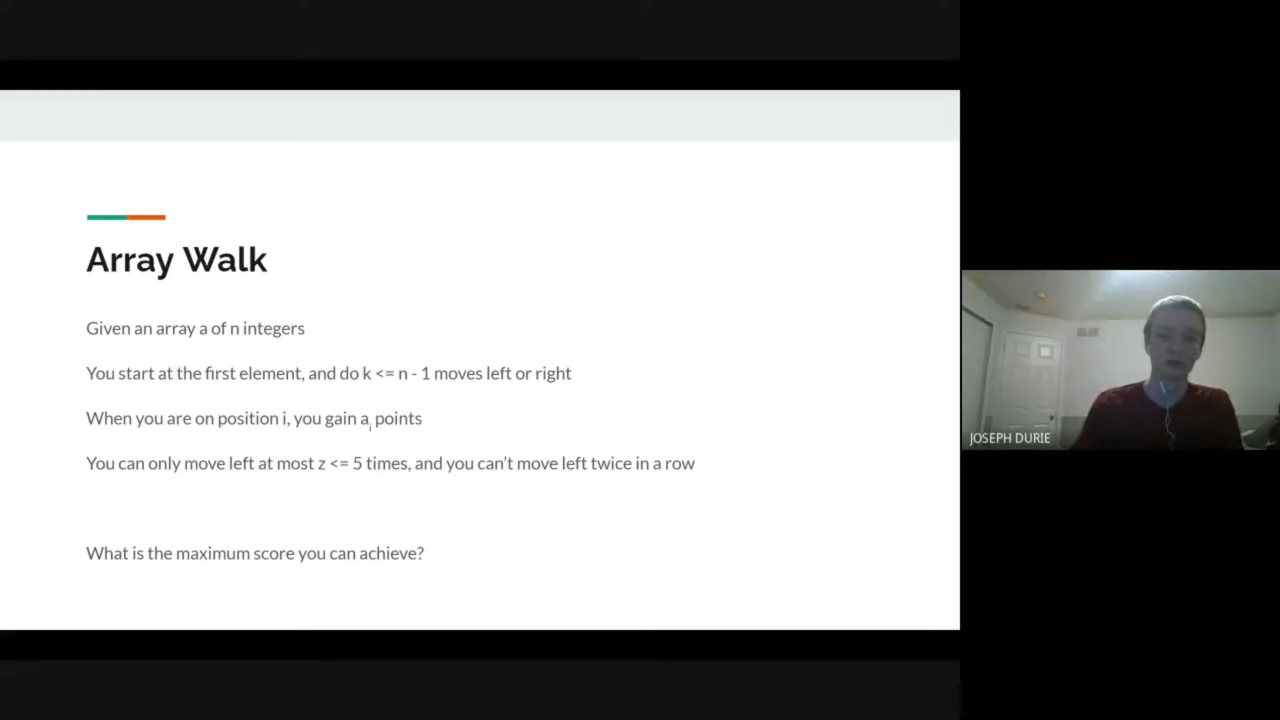 Array Walk
Given an array a of n integers
You start at the first element, and do k <= n - 1 moves left or right
When you are on position i, you gain aᵢ points
You can only move left at most z <= 5 times, and you can't move left twice in a row
What is the maximum score you can achieve?
JOSEPH DURIE